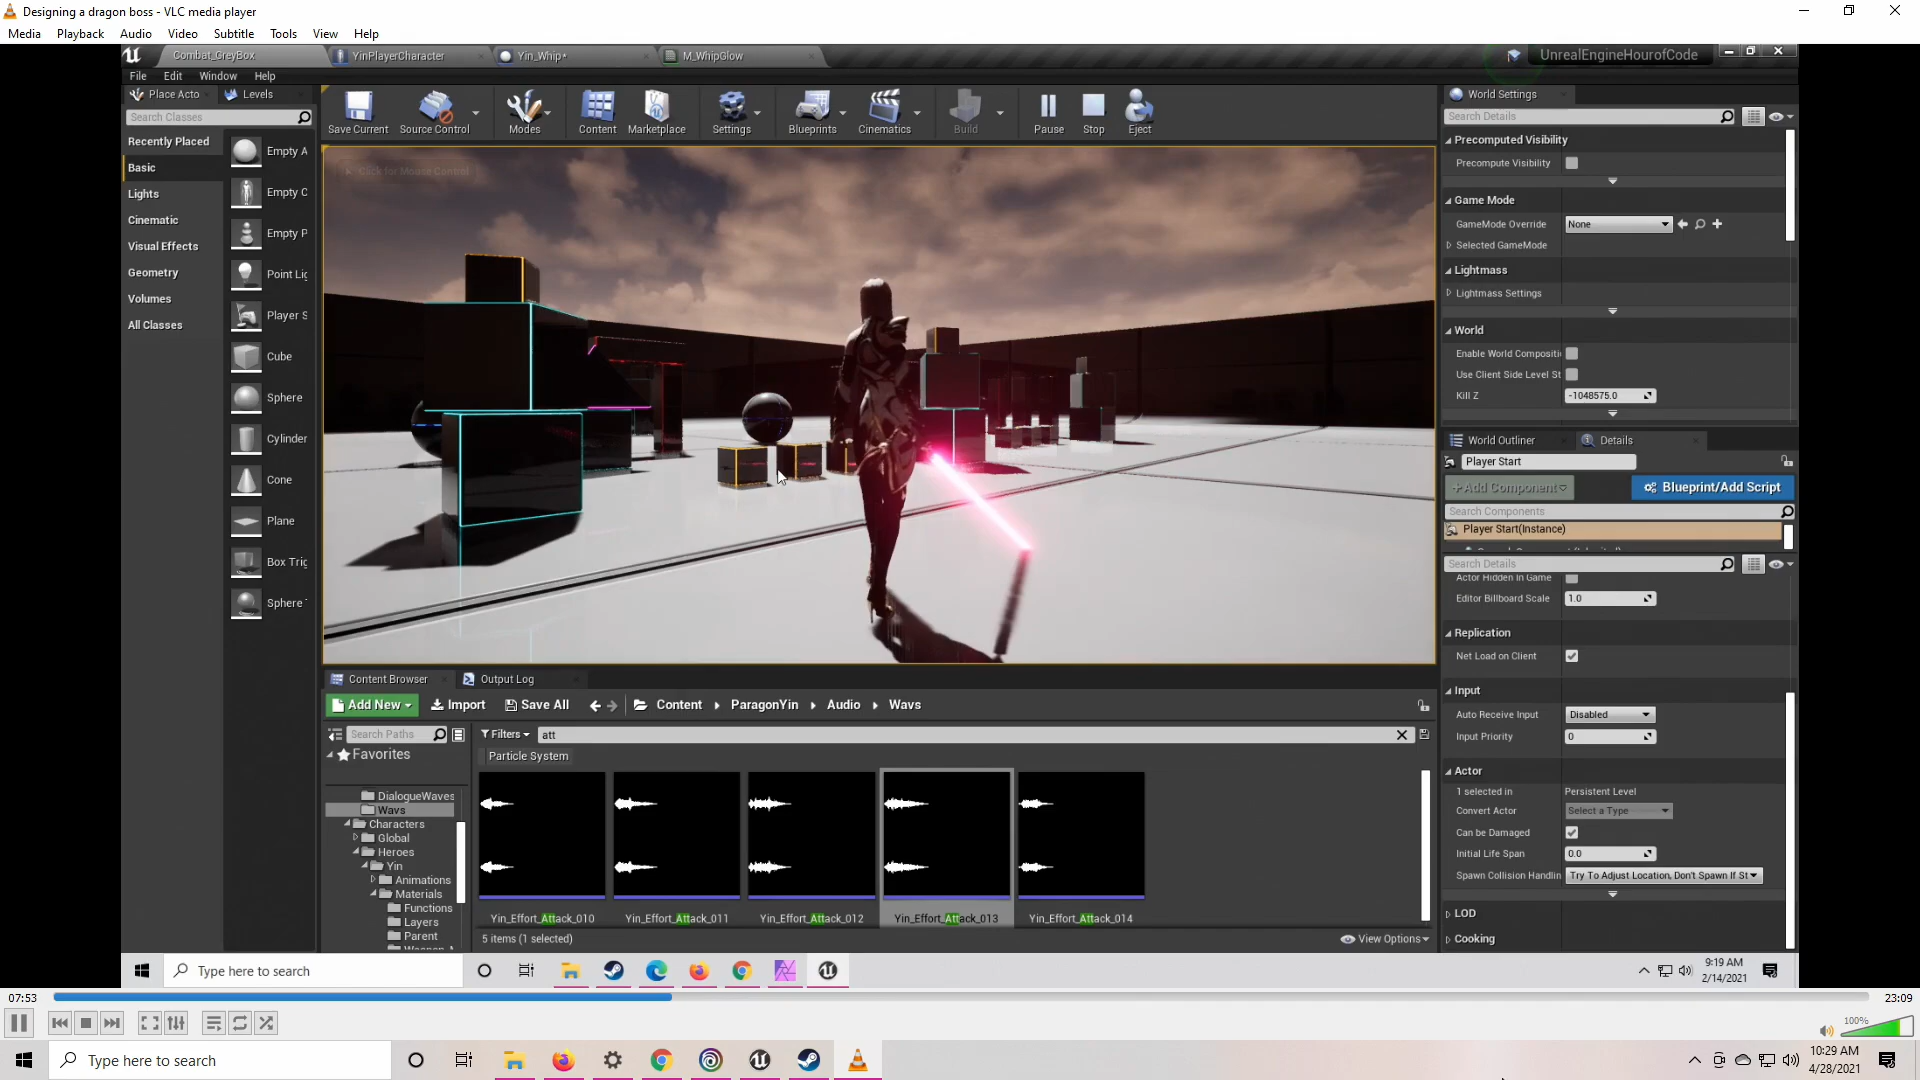 Designing a dragon boss - VLC media player
Media Playback Audio Video Subtitle Tools View Help
Combat_GreyBox YinPlayerCharacter Yin_Whip* M_WhipGlow UnrealEngineHourofCode
File Edit Window Help
Place Acto Levels
Search Classes
Recently Placed
Basic
Lights
Cinematic
Visual Effects
Geometry
Volumes
All Classes
Empty A
Empty C
Empty P
Point Lig
Player S
Cube
Sphere
Cylinder
Cone
Plane
Box Trig
Sphere T
Save Current Source Control Modes Content Marketplace Settings Blueprints Cinematics Build Pause Stop Eject
Click for Mouse Control
World Settings
Search Details
Precomputed Visibility
Precompute Visibility
Game Mode
GameMode Override None
Selected GameMode
Lightmass
Lightmass Settings
World
Enable World Compositi
Use Client Side Level St
Kill Z -1048575.0
World Outliner Details
Player Start
+Add Component Blueprint/Add Script
Search Components
Player Start(Instance)
Search Details
Actor Hidden In Game
Editor Billboard Scale 1.0
Replication
Net Load on Client
Input
Auto Receive Input Disabled
Input Priority 0
Actor
1 selected in Persistent Level
Convert Actor Select a Type
Can be Damaged
Initial Life Span 0.0
Spawn Collision Handlin Try To Adjust Location, Don't Spawn If St
LOD
Cooking
Content Browser Output Log
Add New Import Save All Content ParagonYin Audio Wavs
Search Paths Filters att
Favorites Particle System
DialogueWaves
Wavs
Characters
Global
Heroes
Yin
Animations
Materials
Functions
Layers
Parent
Yin_Effort_Attack_010 Yin_Effort_Attack_011 Yin_Effort_Attack_012 Yin_Effort_Attack_013 Yin_Effort_Attack_014
5 items (1 selected) View Options
Type here to search 9:19 AM
2/14/2021
07:53 23:09
100%
Type here to search 10:29 AM
4/28/2021